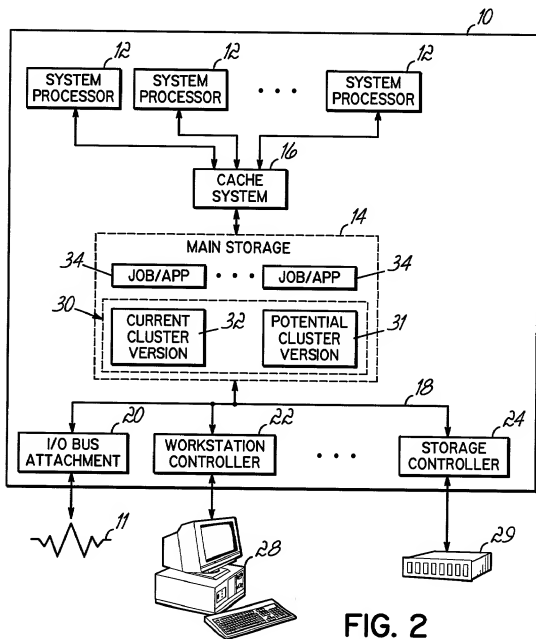 10
12
12
12
SYSTEM
PROCESSOR
SYSTEM
PROCESSOR
• • •
SYSTEM
PROCESSOR
16
CACHE
SYSTEM
14
MAIN STORAGE
34
JOB/APP
• • •
JOB/APP
34
30
CURRENT
CLUSTER
VERSION
32
POTENTIAL
CLUSTER
VERSION
31
18
20
I/O BUS
ATTACHMENT
22
WORKSTATION
CONTROLLER
• • •
24
STORAGE
CONTROLLER
11
28
29
FIG. 2